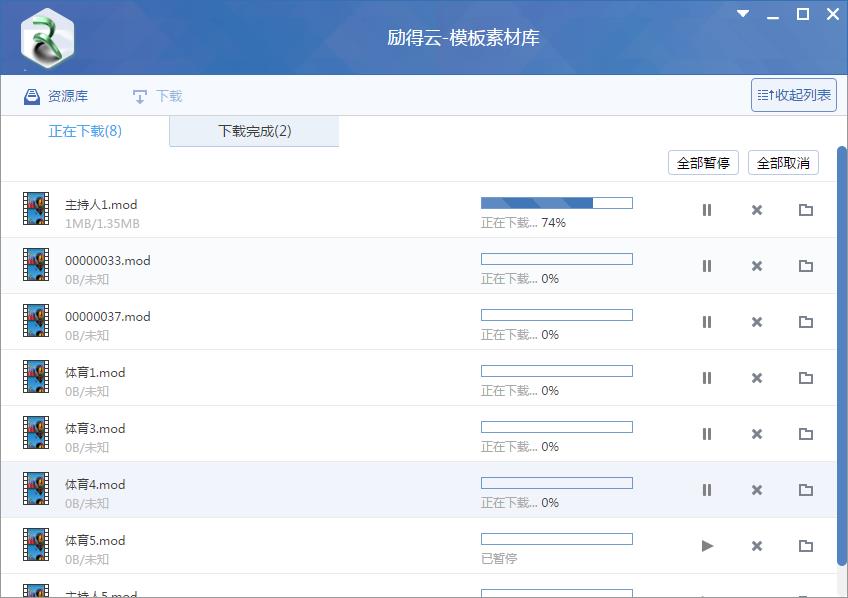 励得云-模板素材库
资源库 下载 收起列表
正在下载(8) 下载完成(2)
全部暂停 全部取消
主持人1.mod
1MB/1.35MB 正在下载... 74%
00000033.mod
0B/未知 正在下载... 0%
00000037.mod
0B/未知 正在下载... 0%
体育1.mod
0B/未知 正在下载... 0%
体育3.mod
0B/未知 正在下载... 0%
体育4.mod
0B/未知 正在下载... 0%
体育5.mod
0B/未知 已暂停
主持人5.mod